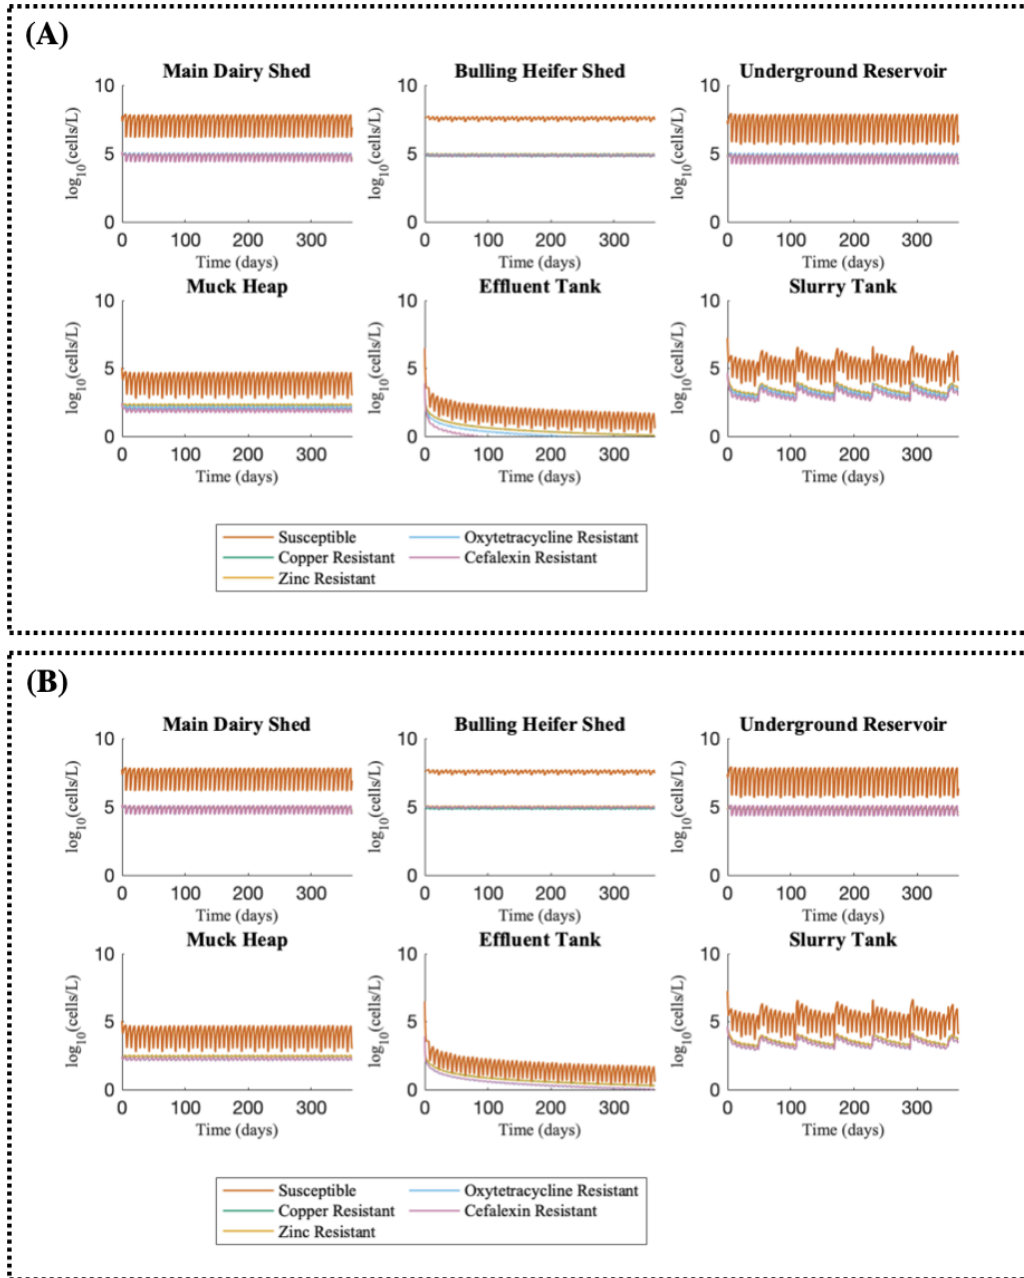 (A)
Main Dairy Shed
Bulling Heifer Shed
Underground Reservoir
10
5
0
log10(cells/L)
0 100 200 300
Time (days)
10
5
0
log10(cells/L)
0 100 200 300
Time (days)
10
5
0
log10(cells/L)
0 100 200 300
Time (days)
Muck Heap
Effluent Tank
Slurry Tank
10
5
0
log10(cells/L)
0 100 200 300
Time (days)
10
5
0
log10(cells/L)
0 100 200 300
Time (days)
10
5
0
log10(cells/L)
0 100 200 300
Time (days)
Susceptible
Copper Resistant
Zinc Resistant
Oxytetracycline Resistant
Cefalexin Resistant
(B)
Main Dairy Shed
Bulling Heifer Shed
Underground Reservoir
10
5
0
log10(cells/L)
0 100 200 300
Time (days)
10
5
0
log10(cells/L)
0 100 200 300
Time (days)
10
5
0
log10(cells/L)
0 100 200 300
Time (days)
Muck Heap
Effluent Tank
Slurry Tank
10
5
0
log10(cells/L)
0 100 200 300
Time (days)
10
5
0
log10(cells/L)
0 100 200 300
Time (days)
10
5
0
log10(cells/L)
0 100 200 300
Time (days)
Susceptible
Copper Resistant
Zinc Resistant
Oxytetracycline Resistant
Cefalexin Resistant